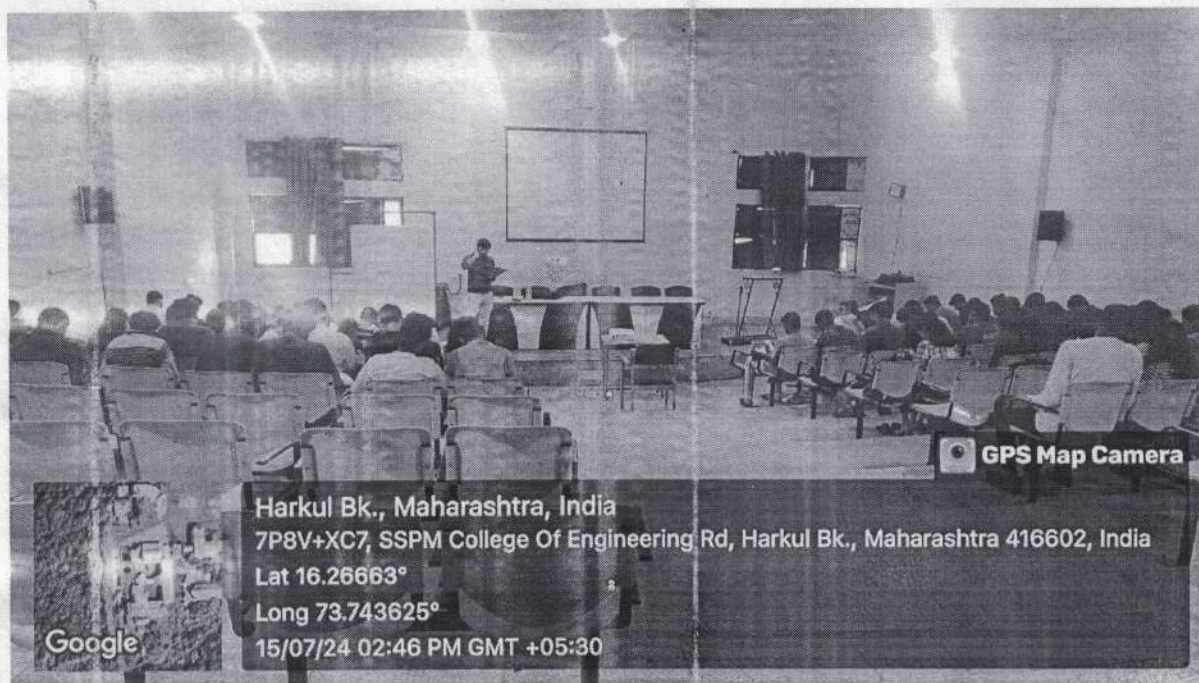 GPS Map Camera
Harkul Bk., Maharashtra, India
7P8V+XC7, SSPM College Of Engineering Rd, Harkul Bk., Maharashtra 416602, India
Lat 16.26663°
Long 73.743625°
15/07/24 02:46 PM GMT +05:30
Google